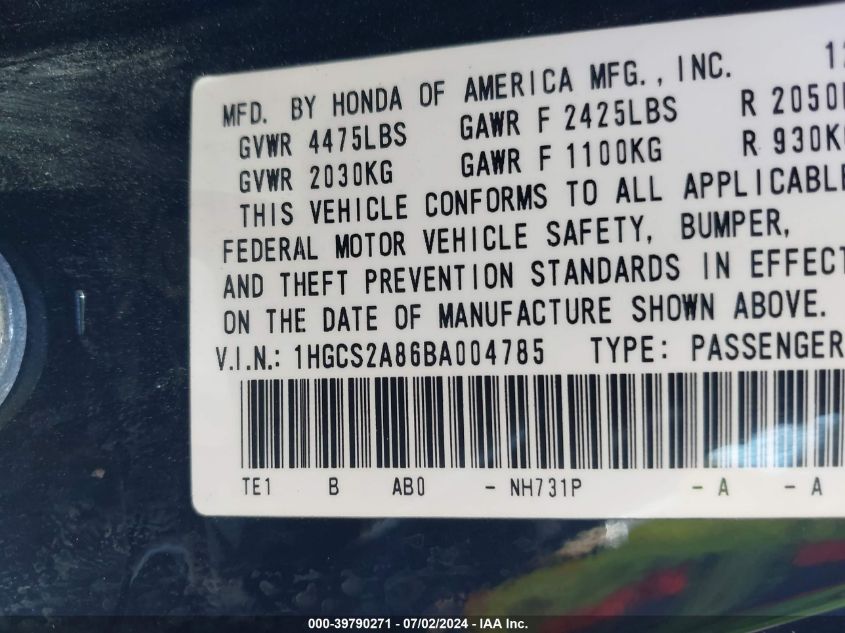 MFD. BY HONDA OF AMERICA MFG., INC. 12
GVWR 4475LBS GAWR F 2425LBS R 2050
GVWR 2030KG GAWR F 1100KG R 930K
THIS VEHICLE CONFORMS TO ALL APPLICABLE
FEDERAL MOTOR VEHICLE SAFETY, BUMPER,
AND THEFT PREVENTION STANDARDS IN EFFECT
ON THE DATE OF MANUFACTURE SHOWN ABOVE.
V.I.N.: 1HGCS2A86BA004785 TYPE: PASSENGER
TE1 B AB0 - NH731P - A - A
000-39790271 - 07/02/2024 - IAA Inc.